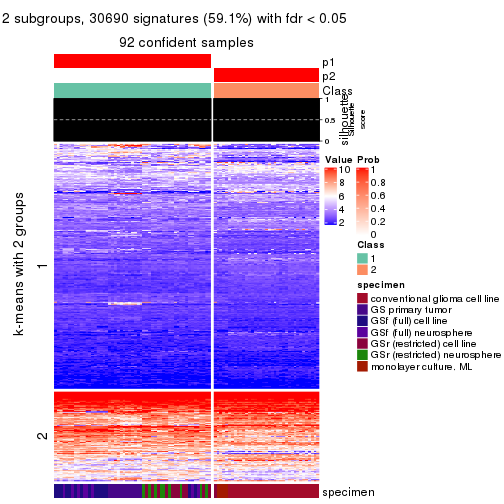 2 subgroups, 30690 signatures (59.1%) with fdr < 0.05
92 confident samples
p1
p2
Class
1
0.5
0
silhouette
Silhouette
score
k-means with 2 groups
1
2
specimen
Value
10
8
6
4
2
Prob
1
0.8
0.6
0.4
0.2
0
Class
1
2
specimen
conventional glioma cell line
GS primary tumor
GSf (full) cell line
GSf (full) neurosphere
GSr (restricted) cell line
GSr (restricted) neurosphere
monolayer culture. ML